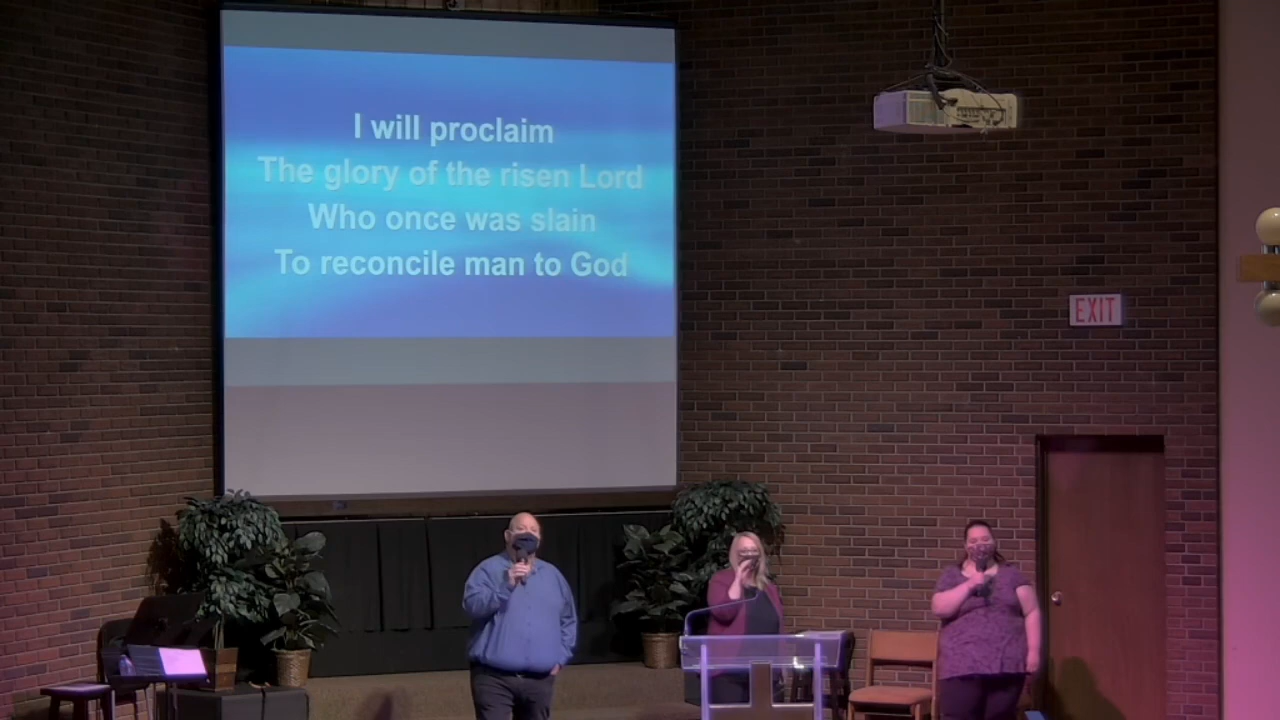 I will proclaim
The glory of the risen Lord
Who once was slain
To reconcile man to God
EXIT